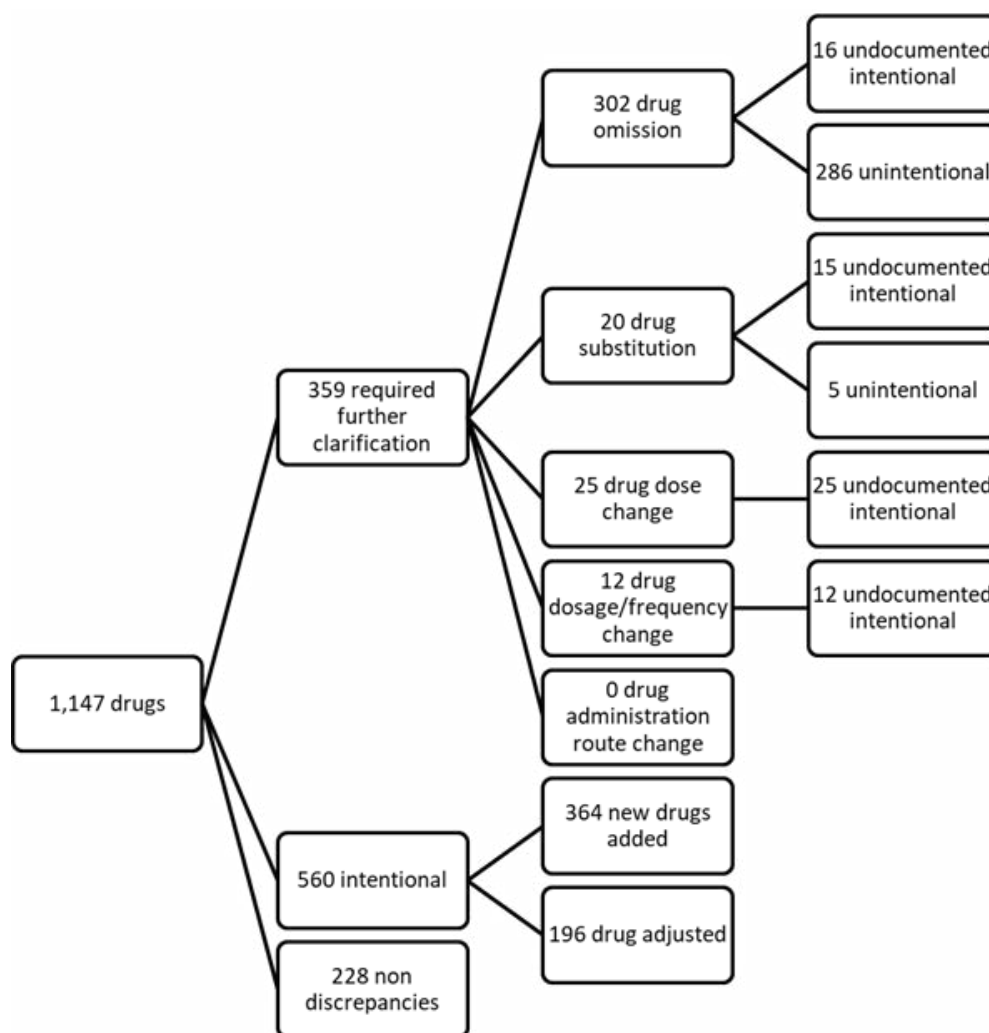 1,147 drugs
359 required
further
clarification
302 drug
omission
16 undocumented
intentional
286 unintentional
20 drug
substitution
15 undocumented
intentional
5 unintentional
25 drug dose
change
25 undocumented
intentional
12 drug
dosage/frequency
change
12 undocumented
intentional
0 drug
administration
route change
560 intentional
364 new drugs
added
196 drug adjusted
228 non
discrepancies